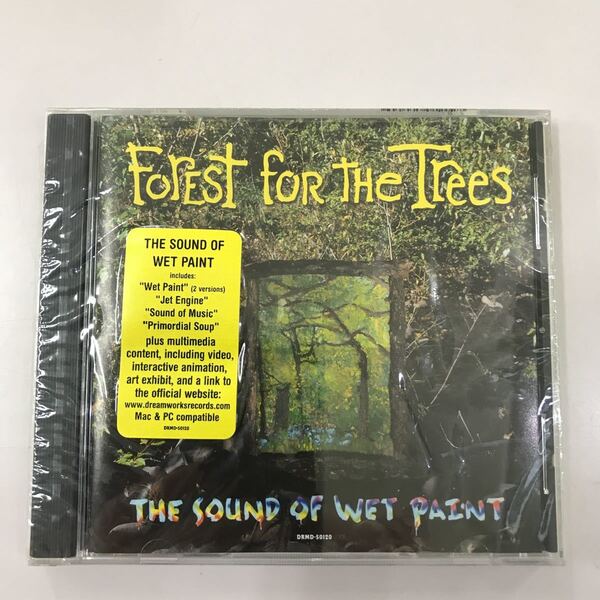 FOREST FOR THE TREES
THE SOUND OF
WET PAINT
includes:
"Wet Paint" (2 versions)
"Jet Engine"
"Sound of Music"
"Primordial Soup"
plus multimedia
content, including video,
interactive animation,
art exhibit, and a link to
the official website:
www.dreamworksrecords.com
Mac & PC compatible
DRMD-50120
THE SOUND OF WET PAINT
DRMD-50120